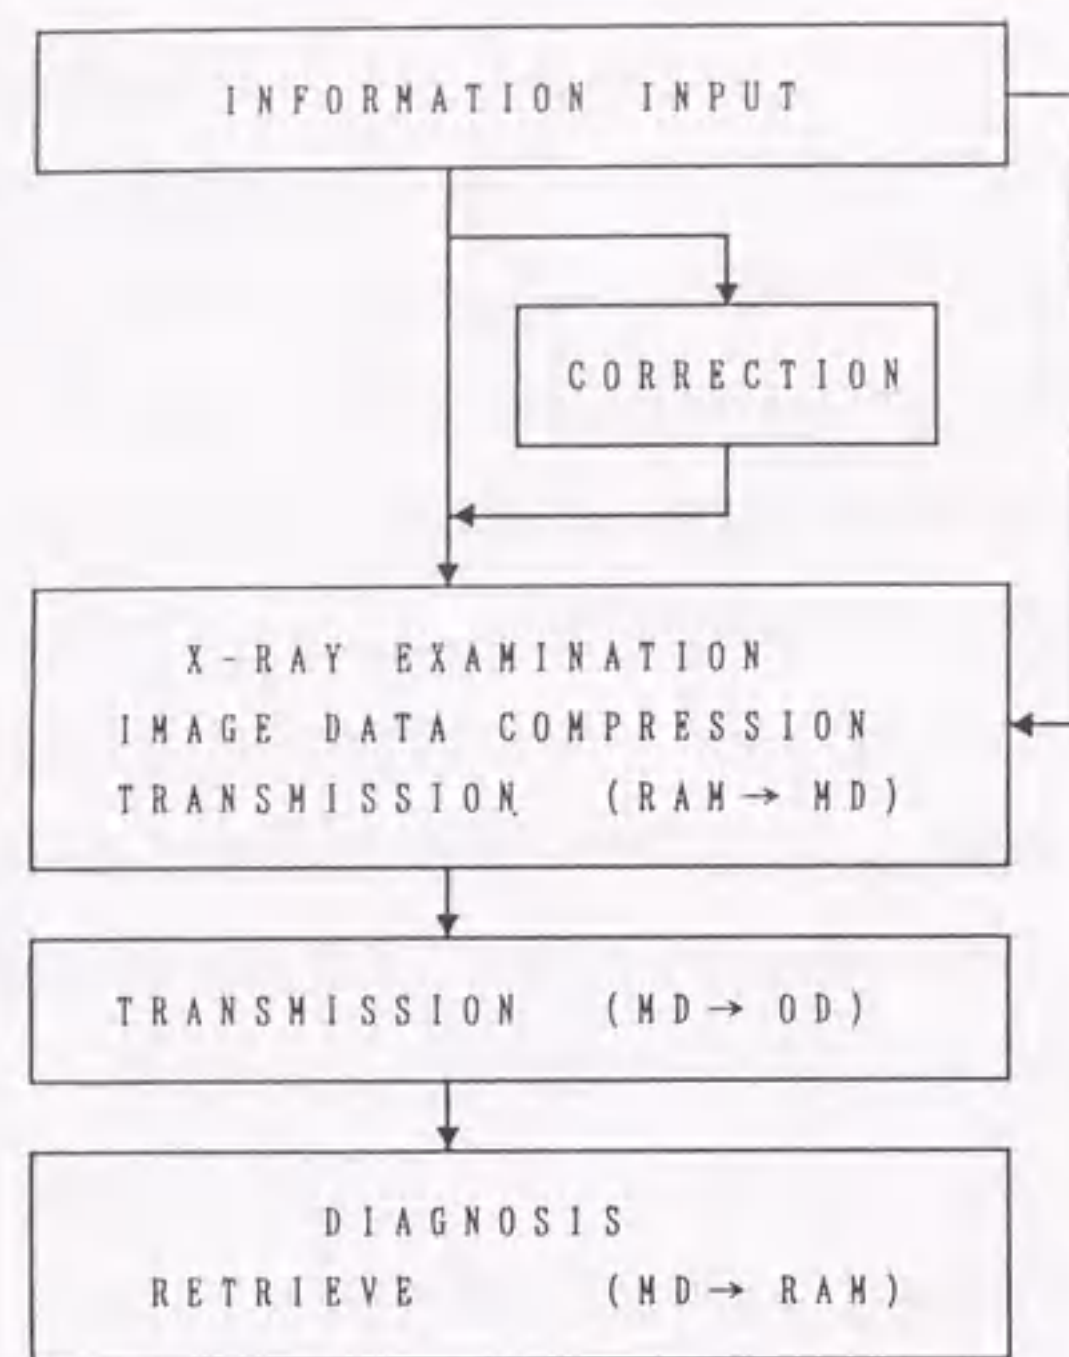 INFORMATION INPUT
CORRECTION
X-RAY EXAMINATION
IMAGE DATA COMPRESSION
TRANSMISSION (RAM→ MD)
TRANSMISSION (MD→ OD)
DIAGNOSIS
RETRIEVE (MD→ RAM)